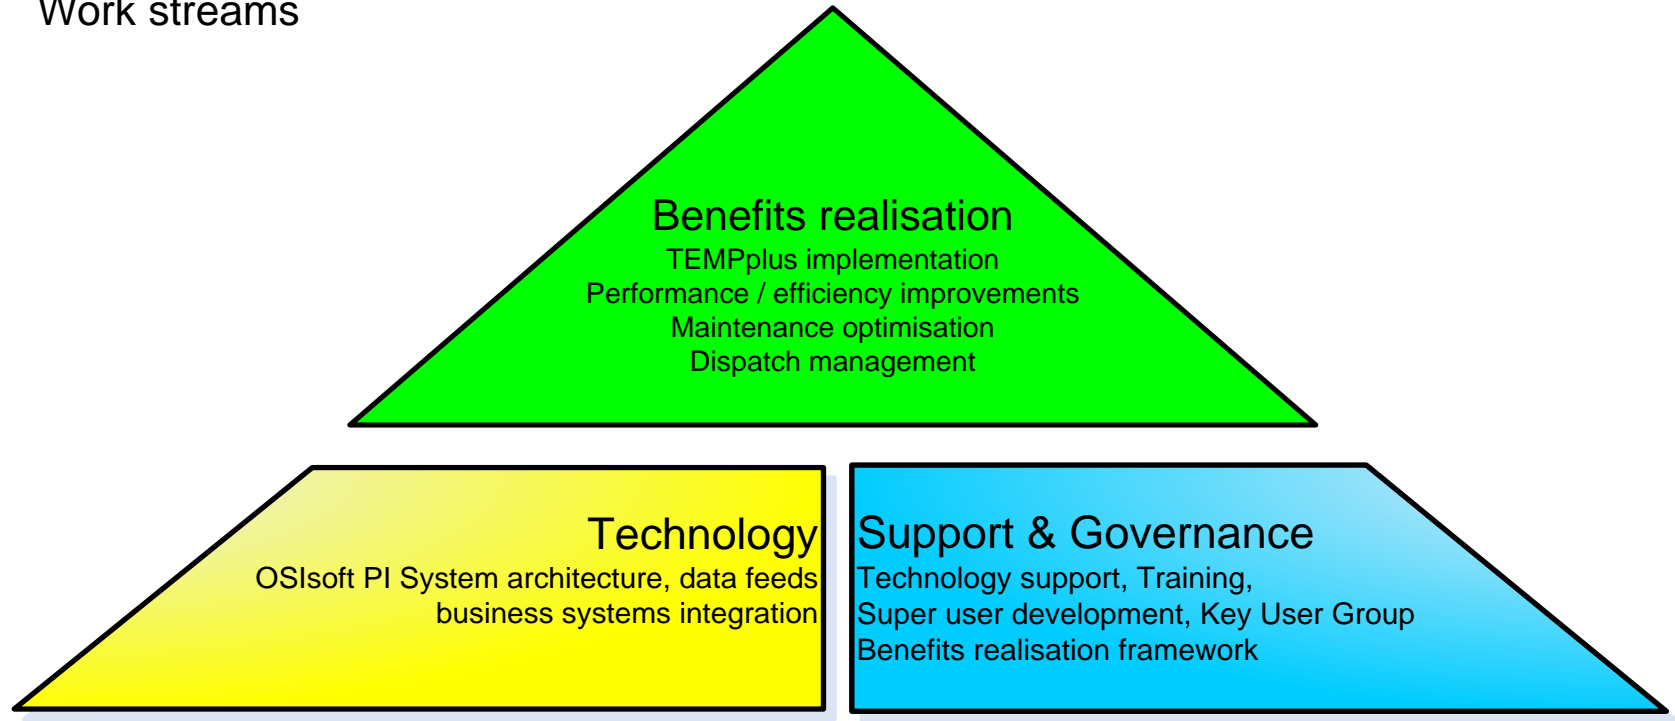 Work streams
Benefits realisation
TEMPplus implementation
Performance / efficiency improvements
Maintenance optimisation
Dispatch management
Technology
OSIsoft PI System architecture, data feeds
business systems integration
Support & Governance
Technology support, Training,
Super user development, Key User Group
Benefits realisation framework